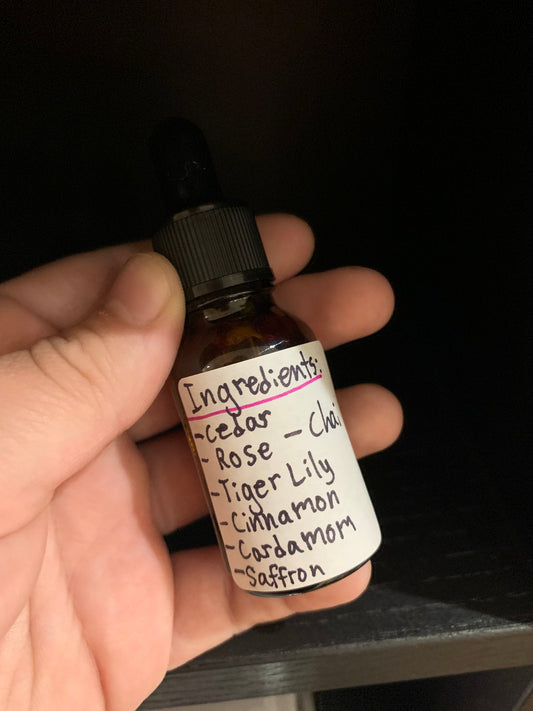 Ingredients:
- Cedar
- Rose - Chai
- Tiger Lily
- Cinnamon
- Cardamom
- Saffron